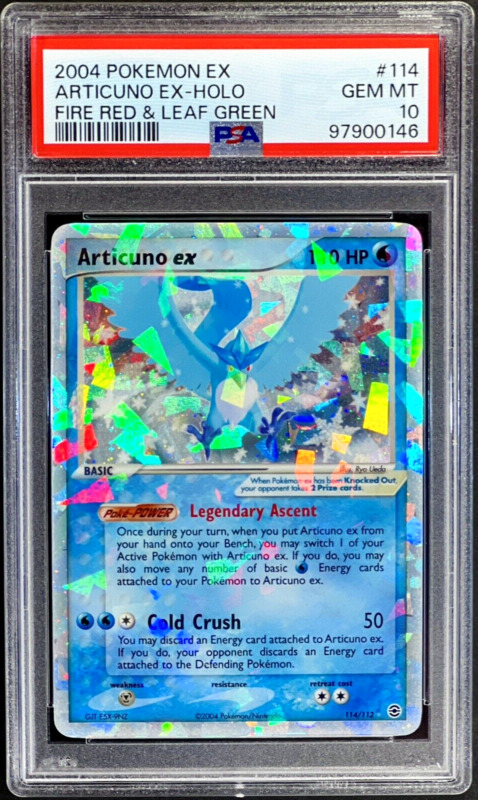 2004 POKEMON EX #114
ARTICUNO EX-HOLO GEM MT
FIRE RED & LEAF GREEN 10
PSA 97900146
Articuno ex HP
BASIC
Illus. Ryo Ueda
When Pokémon-ex has been Knocked Out,
your opponent takes 2 Prize cards.
Poké-POWER Legendary Ascent
Once during your turn, when you put Articuno ex from
your hand onto your Bench, you may switch 1 of your
Active Pokémon with Articuno ex. If you do, you may
also move any number of basic Energy cards
attached to your Pokémon to Articuno ex.
Cold Crush 50
You may discard an Energy card attached to Articuno ex.
If you do, your opponent discards an Energy card
attached to the Defending Pokémon.
weakness resistance retreat cost
©2004 Pokémon/Nintendo 114/112